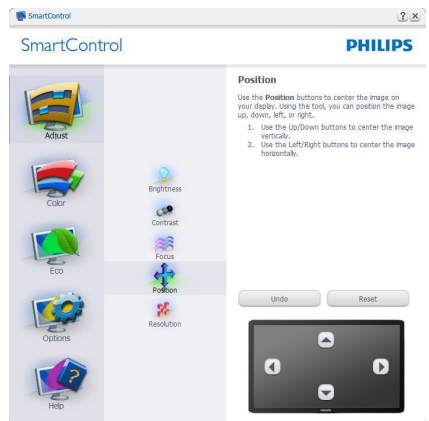 SmartControl
? X
SmartControl
PHILIPS
Adjust
Color
Eco
Options
Help
Brightness
Contrast
Focus
Position
Resolution
Position
Use the Position buttons to center the image on
your display. Using this tool, you can position the image
up, down, left, or right.
1. Use the Up/Down buttons to center the image
vertically.
2. Use the Left/Right buttons to center the image
horizontally.
Undo
Reset
PHILIPS